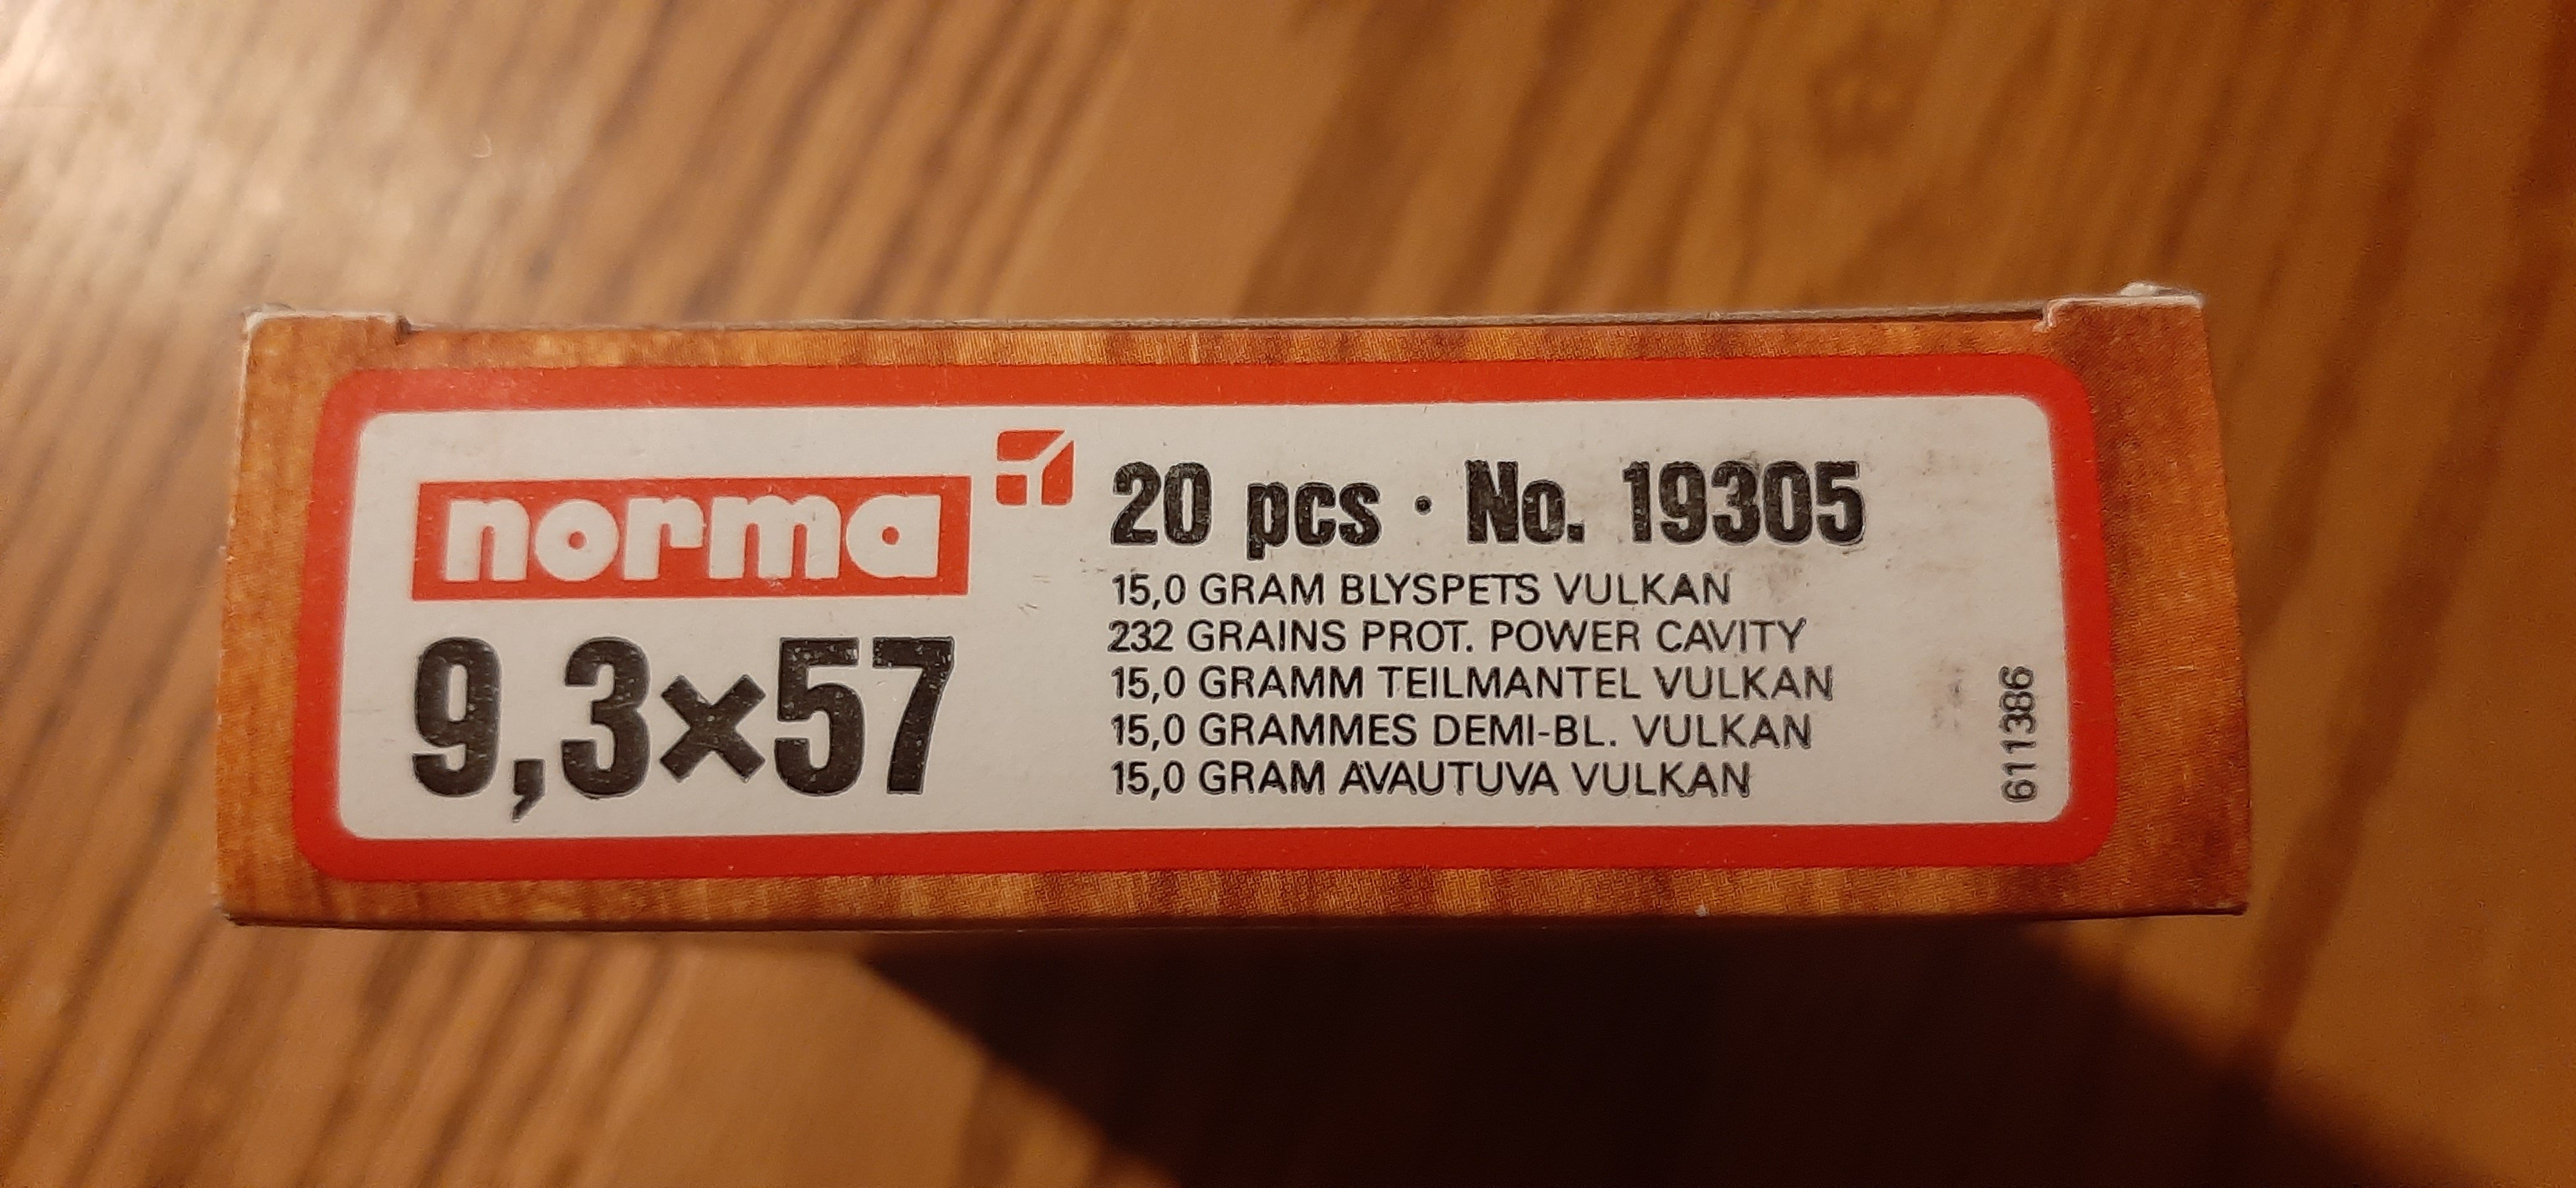 norma
9,3×57
20 pcs · No. 19305
15,0 GRAM BLYSPETS VULKAN
232 GRAINS PROT. POWER CAVITY
15,0 GRAMM TEILMANTEL VULKAN
15,0 GRAMMES DEMI-BL. VULKAN
15,0 GRAM AVAUTUVA VULKAN
611386